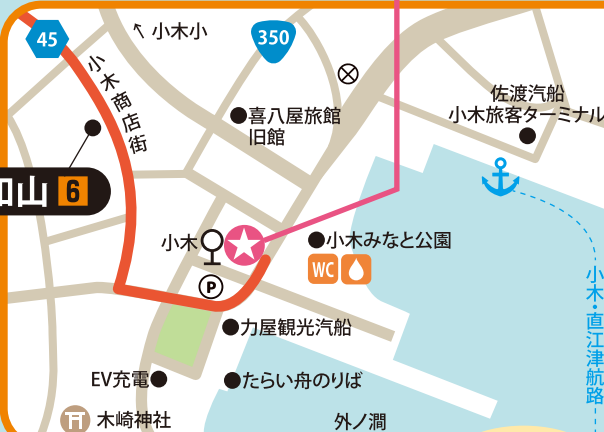 45
小木小
350
小木商店街
喜八屋旅館
旧館
佐渡汽船
小木旅客ターミナル
山 6
小木
P
小木みなと公園
WC
力屋観光汽船
EV充電
たらい舟のりば
木崎神社
外ノ澗
小木・直江津航路